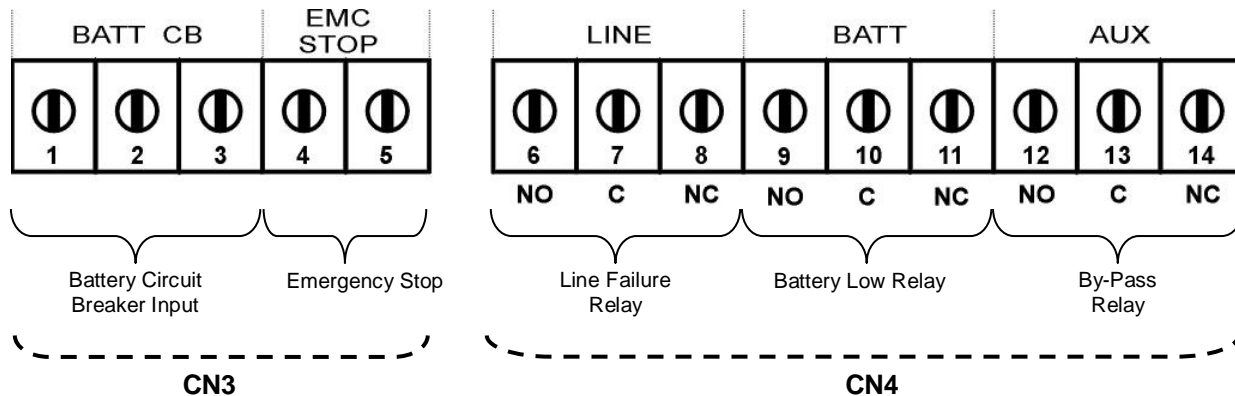 BATT CB EMC STOP LINE BATT AUX
1 2 3 4 5 6 7 8 9 10 11 12 13 14
NO C NC NO C NC NO C NC
Battery Circuit Breaker Input
Emergency Stop
Line Failure Relay
Battery Low Relay
By-Pass Relay
CN3 CN4